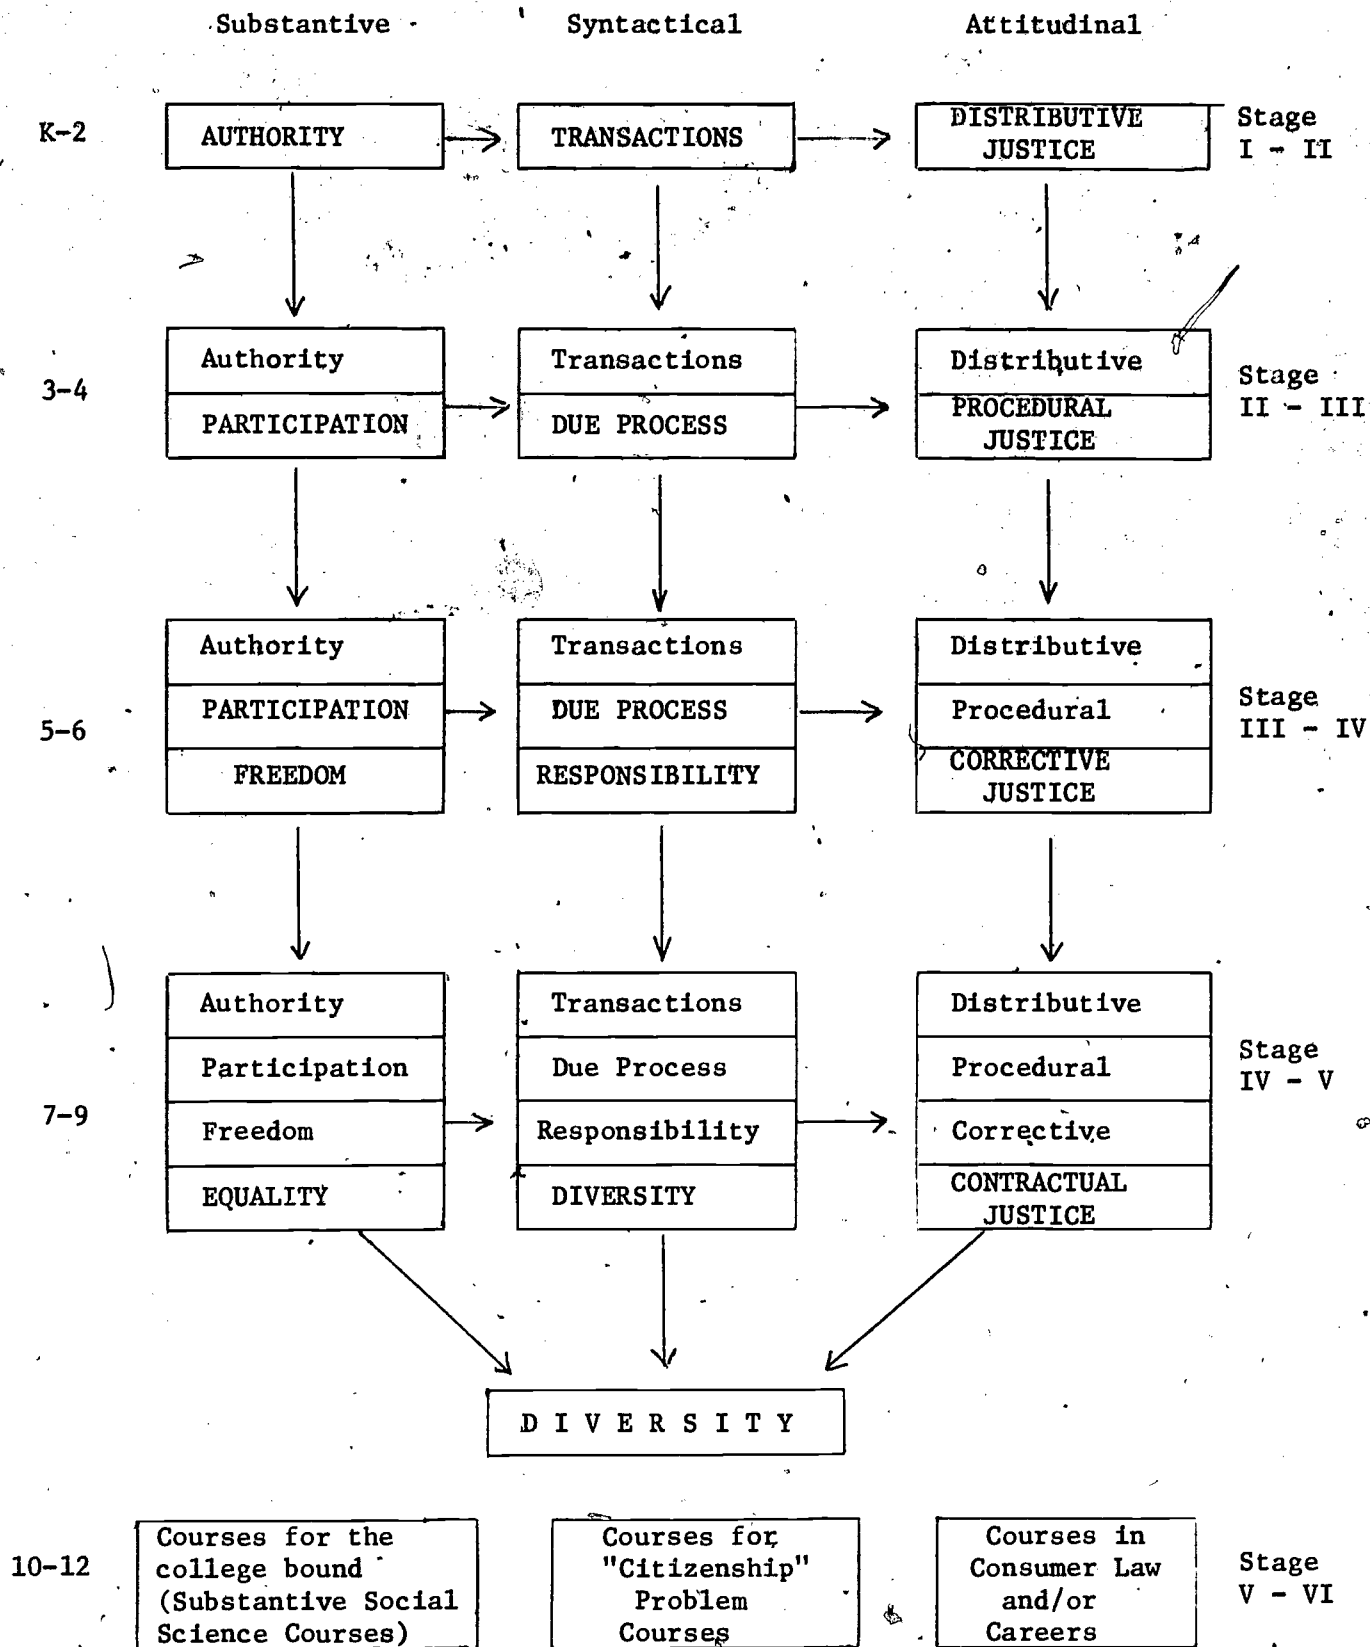 Substantive Syntactical Attitudinal
K-2
AUTHORITY
TRANSACTIONS
DISTRIBUTIVE
JUSTICE
Stage
I - II
3-4
Authority
PARTICIPATION
Transactions
DUE PROCESS
Distributive
PROCEDURAL
JUSTICE
Stage
II - III
5-6
Authority
PARTICIPATION
FREEDOM
Transactions
DUE PROCESS
RESPONSIBILITY
Distributive
Procedural
CORRECTIVE
JUSTICE
Stage
III - IV
7-9
Authority
Participation
Freedom
EQUALITY
Transactions
Due Process
Responsibility
DIVERSITY
Distributive
Procedural
Corrective
CONTRACTUAL
JUSTICE
Stage
IV - V
D I V E R S I T Y
10-12
Courses for the
college bound
(Substantive Social
Science Courses)
Courses for
"Citizenship"
Problem
Courses
Courses in
Consumer Law
and/or
Careers
Stage
V - VI